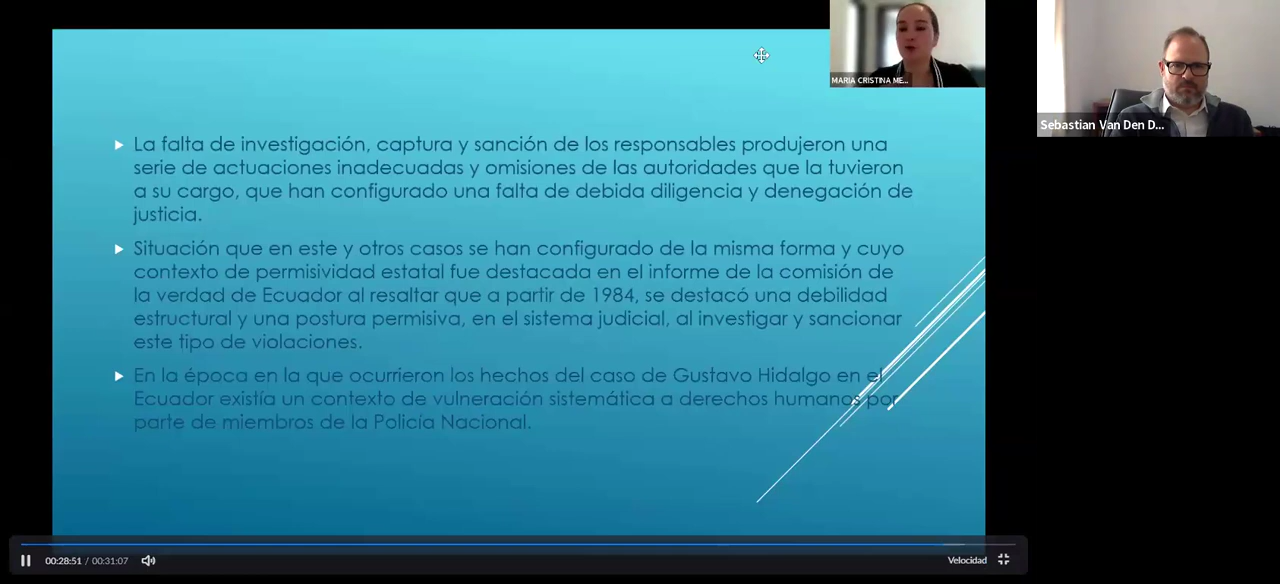 MARIA CRISTINA ME...
Sebastian Van Den D...
La falta de investigación, captura y sanción de los responsables produjeron una
serie de actuaciones inadecuadas y omisiones de las autoridades que la tuvieron
a su cargo, que han configurado una falta de debida diligencia y denegación de
justicia.
Situación que en este y otros casos se han configurado de la misma forma y cuyo
contexto de permisividad estatal fue destacada en el informe de la comisión de
la verdad de Ecuador al resaltar que a partir de 1984, se destacó una debilidad
estructural y una postura permisiva, en el sistema judicial, al investigar y sancionar
este tipo de violaciones.
En la época en la que ocurrieron los hechos del caso de Gustavo Hidalgo en el
Ecuador existía un contexto de vulneración sistemática a derechos humanos por
parte de miembros de la Policía Nacional.
00:28:51 / 00:31:07
Velocidad